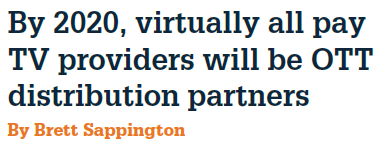 By 2020, virtually all pay
TV providers will be OTT
distribution partners
By Brett Sappington